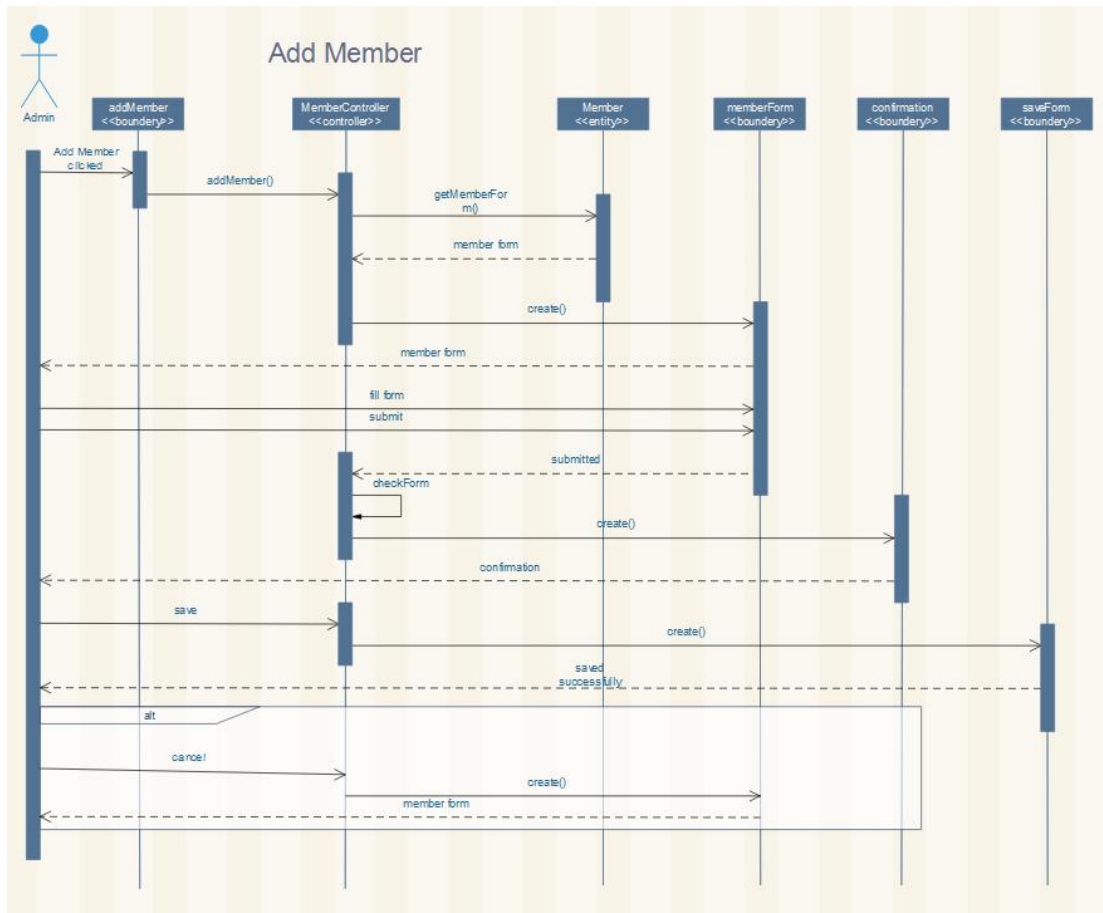 Add Member
Admin
addMember
<<boundery>>
MemberController
<<controller>>
Member
<<entity>>
memberForm
<<boundery>>
confirmation
<<boundery>>
saveForm
<<boundery>>
Add Member
clicked
addMember()
getMemberFor
m()
member form
create()
member form
fill form
submit
submitted
checkForm
create()
confirmation
save
create()
saved
successfully
alt
cancel
create()
member form